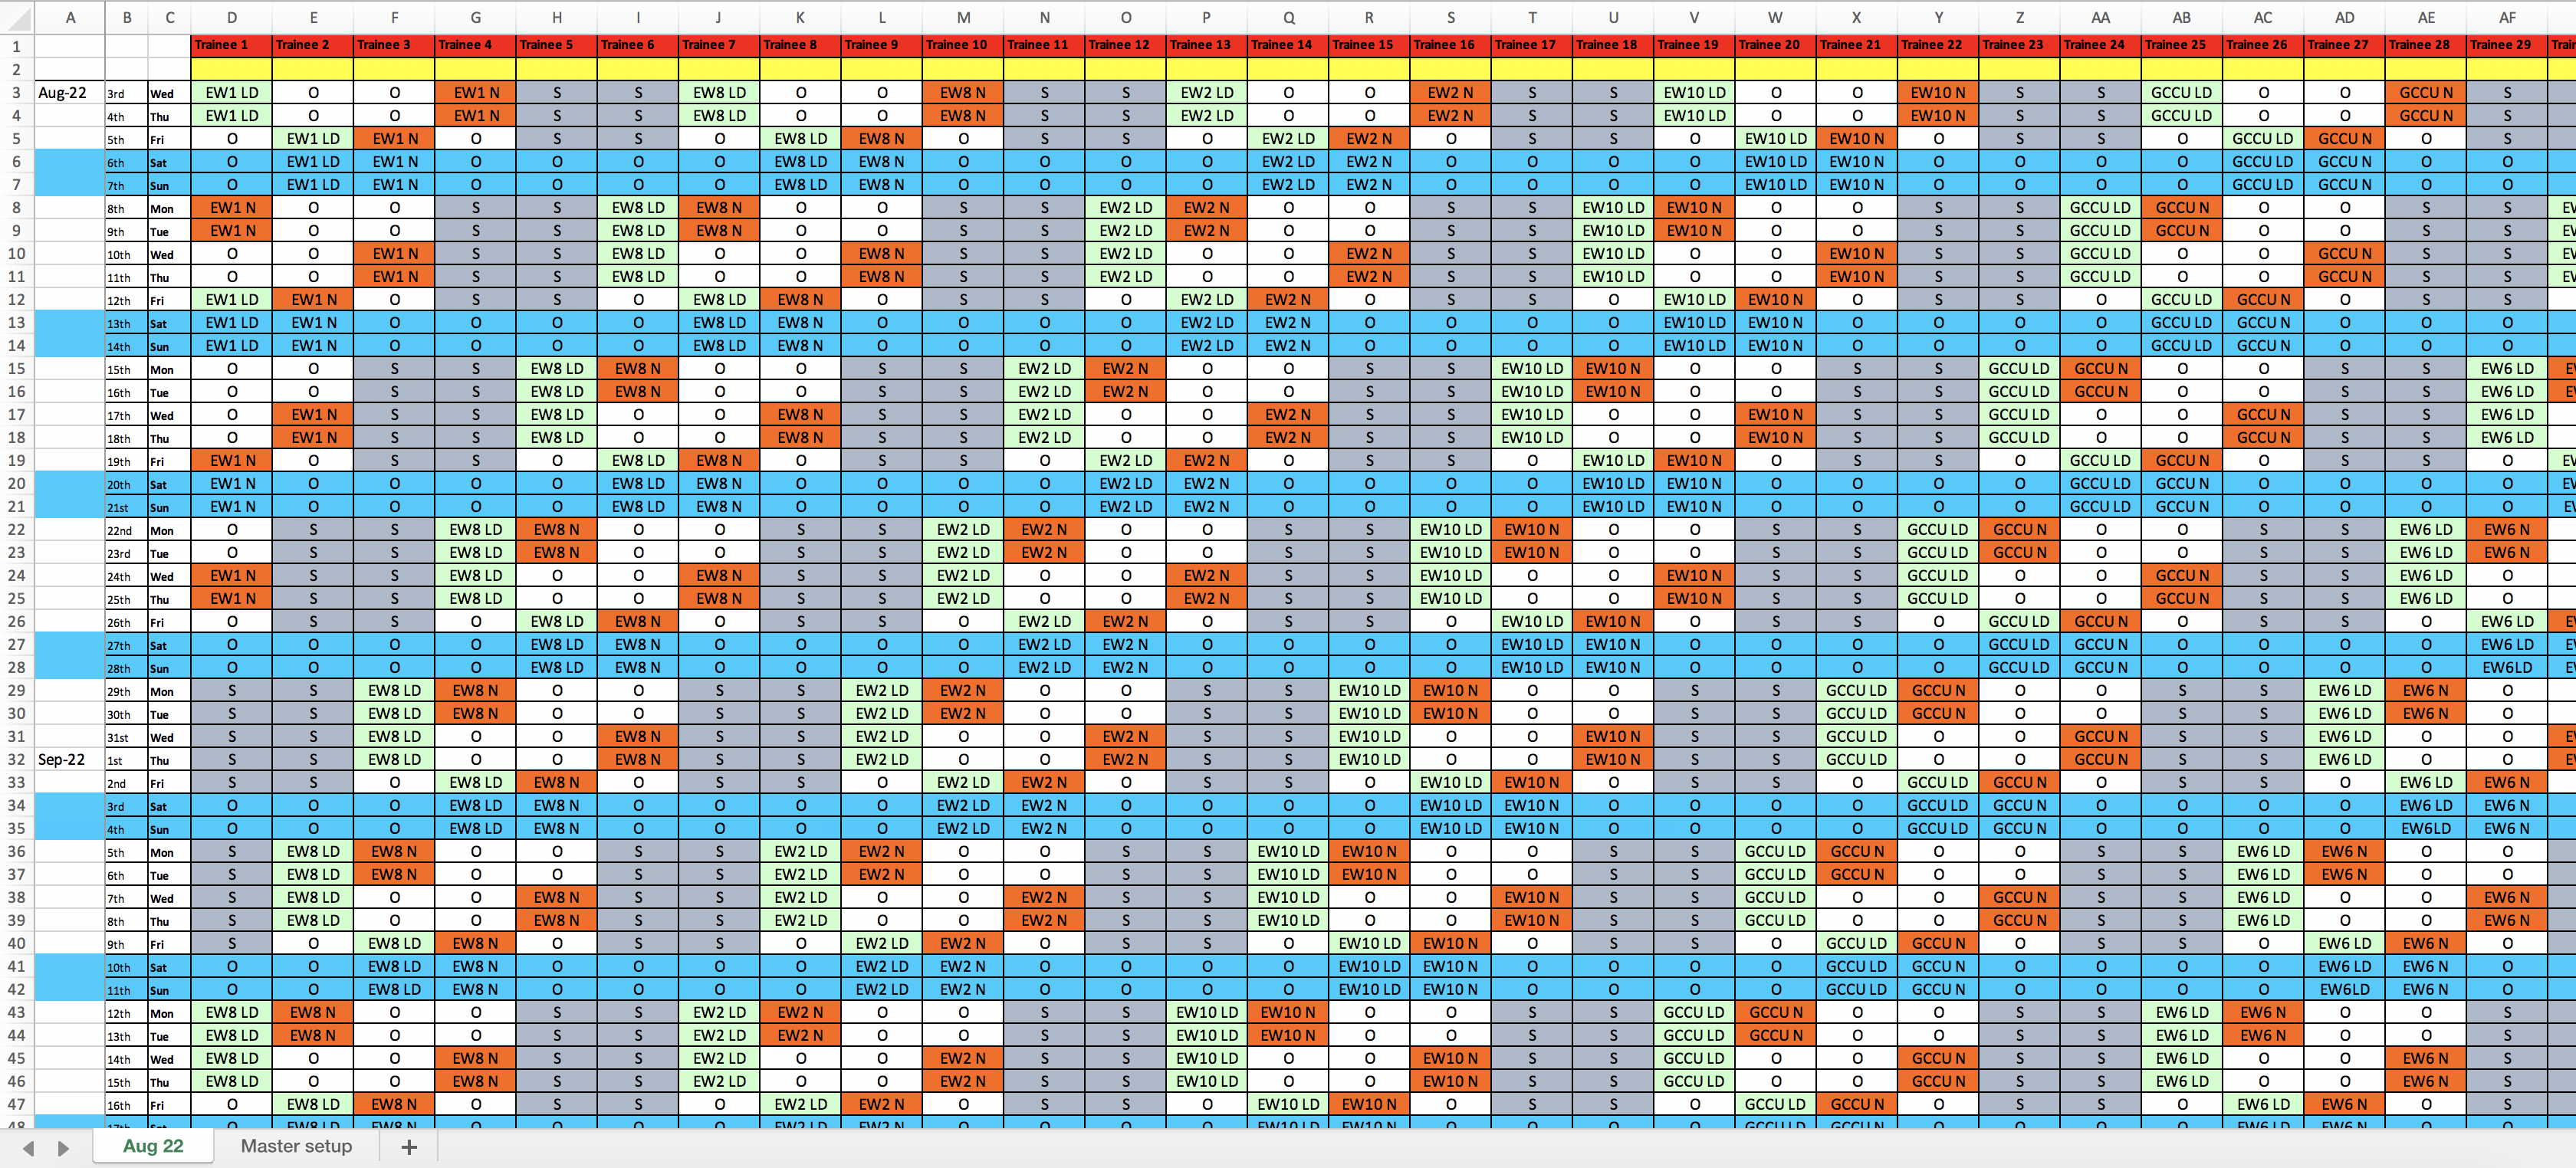 A B C D E F G H I J K L M N O P Q R S T U V W X Y Z AA AB AC AD AE AF
1 Trainee 1 Trainee 2 Trainee 3 Trainee 4 Trainee 5 Trainee 6 Trainee 7 Trainee 8 Trainee 9 Trainee 10 Trainee 11 Trainee 12 Trainee 13 Trainee 14 Trainee 15 Trainee 16 Trainee 17 Trainee 18 Trainee 19 Trainee 20 Trainee 21 Trainee 22 Trainee 23 Trainee 24 Trainee 25 Trainee 26 Trainee 27 Trainee 28 Trainee 29
2
3 Aug-22 3rd Wed EW1 LD O O EW1 N S S EW8 LD O O EW8 N S S EW2 LD O O EW2 N S S EW10 LD O O EW10 N S S GCCU LD O O GCCU N S
4 4th Thu EW1 LD O O EW1 N S S EW8 LD O O EW8 N S S EW2 LD O O EW2 N S S EW10 LD O O EW10 N S S GCCU LD O O GCCU N S
5 5th Fri O EW1 LD EW1 N O S S O EW8 LD EW8 N O S S O EW2 LD EW2 N O S S O EW10 LD EW10 N O S S O GCCU LD GCCU N O S
6 6th Sat O EW1 LD EW1 N O O O O EW8 LD EW8 N O O O O EW2 LD EW2 N O O O O EW10 LD EW10 N O O O O GCCU LD GCCU N O O
7 7th Sun O EW1 LD EW1 N O O O O EW8 LD EW8 N O O O O EW2 LD EW2 N O O O O EW10 LD EW10 N O O O O GCCU LD GCCU N O O
8 8th Mon EW1 N O O S S EW8 LD EW8 N O O S S EW2 LD EW2 N O O S S EW10 LD EW10 N O O S S GCCU LD GCCU N O O S S
9 9th Tue EW1 N O O S S EW8 LD EW8 N O O S S EW2 LD EW2 N O O S S EW10 LD EW10 N O O S S GCCU LD GCCU N O O S S
10 10th Wed O O EW1 N S S EW8 LD O O EW8 N S S EW2 LD O O EW2 N S S EW10 LD O O EW10 N S S GCCU LD O O GCCU N S S
11 11th Thu O O EW1 N S S EW8 LD O O EW8 N S S EW2 LD O O EW2 N S S EW10 LD O O EW10 N S S GCCU LD O O GCCU N S S
12 12th Fri EW1 LD EW1 N O S S O EW8 LD EW8 N O S S O EW2 LD EW2 N O S S O EW10 LD EW10 N O S S O GCCU LD GCCU N O S S
13 13th Sat EW1 LD EW1 N O O O O EW8 LD EW8 N O O O O EW2 LD EW2 N O O O O EW10 LD EW10 N O O O O GCCU LD GCCU N O O O
14 14th Sun EW1 LD EW1 N O O O O EW8 LD EW8 N O O O O EW2 LD EW2 N O O O O EW10 LD EW10 N O O O O GCCU LD GCCU N O O O
15 15th Mon O O S S EW8 LD EW8 N O O S S EW2 LD EW2 N O O S S EW10 LD EW10 N O O S S GCCU LD GCCU N O O S S EW6 LD
16 16th Tue O O S S EW8 LD EW8 N O O S S EW2 LD EW2 N O O S S EW10 LD EW10 N O O S S GCCU LD GCCU N O O S S EW6 LD
17 17th Wed O EW1 N S S EW8 LD O O EW8 N S S EW2 LD O O EW2 N S S EW10 LD O O EW10 N S S GCCU LD O O GCCU N S S EW6 LD
18 18th Thu O EW1 N S S EW8 LD O O EW8 N S S EW2 LD O O EW2 N S S EW10 LD O O EW10 N S S GCCU LD O O GCCU N S S EW6 LD
19 19th Fri EW1 N O S S O EW8 LD EW8 N O S S O EW2 LD EW2 N O S S O EW10 LD EW10 N O S S O GCCU LD GCCU N O S S O
20 20th Sat EW1 N O O O O EW8 LD EW8 N O O O O EW2 LD EW2 N O O O O EW10 LD EW10 N O O O O GCCU LD GCCU N O O O O
21 21st Sun EW1 N O O O O EW8 LD EW8 N O O O O EW2 LD EW2 N O O O O EW10 LD EW10 N O O O O GCCU LD GCCU N O O O O
22 22nd Mon O S S EW8 LD EW8 N O O S S EW2 LD EW2 N O O S S EW10 LD EW10 N O O S S GCCU LD GCCU N O O S S EW6 LD EW6 N
23 23rd Tue O S S EW8 LD EW8 N O O S S EW2 LD EW2 N O O S S EW10 LD EW10 N O O S S GCCU LD GCCU N O O S S EW6 LD EW6 N
24 24th Wed EW1 N S S EW8 LD O O EW8 N S S EW2 LD O O EW2 N S S EW10 LD O O EW10 N S S GCCU LD O O GCCU N S S EW6 LD O
25 25th Thu EW1 N S S EW8 LD O O EW8 N S S EW2 LD O O EW2 N S S EW10 LD O O EW10 N S S GCCU LD O O GCCU N S S EW6 LD O
26 26th Fri O S S O EW8 LD EW8 N O S S O EW2 LD EW2 N O S S O EW10 LD EW10 N O S S O GCCU LD GCCU N O S S O EW6 LD
27 27th Sat O O O O EW8 LD EW8 N O O O O EW2 LD EW2 N O O O O EW10 LD EW10 N O O O O GCCU LD GCCU N O O O O EW6 LD
28 28th Sun O O O O EW8 LD EW8 N O O O O EW2 LD EW2 N O O O O EW10 LD EW10 N O O O O GCCU LD GCCU N O O O O EW6LD
29 29th Mon S S EW8 LD EW8 N O O S S EW2 LD EW2 N O O S S EW10 LD EW10 N O O S S GCCU LD GCCU N O O S S EW6 LD EW6 N O
30 30th Tue S S EW8 LD EW8 N O O S S EW2 LD EW2 N O O S S EW10 LD EW10 N O O S S GCCU LD GCCU N O O S S EW6 LD EW6 N O
31 31st Wed S S EW8 LD O O EW8 N S S EW2 LD O O EW2 N S S EW10 LD O O EW10 N S S GCCU LD O O GCCU N S S EW6 LD O O
32 Sep-22 1st Thu S S EW8 LD O O EW8 N S S EW2 LD O O EW2 N S S EW10 LD O O EW10 N S S GCCU LD O O GCCU N S S EW6 LD O O
33 2nd Fri S S O EW8 LD EW8 N O S S O EW2 LD EW2 N O S S O EW10 LD EW10 N O S S O GCCU LD GCCU N O S S O EW6 LD EW6 N
34 3rd Sat O O O EW8 LD EW8 N O O O O EW2 LD EW2 N O O O O EW10 LD EW10 N O O O O GCCU LD GCCU N O O O O EW6 LD EW6 N
35 4th Sun O O O EW8 LD EW8 N O O O O EW2 LD EW2 N O O O O EW10 LD EW10 N O O O O GCCU LD GCCU N O O O O EW6LD EW6 N
36 5th Mon S EW8 LD EW8 N O O S S EW2 LD EW2 N O O S S EW10 LD EW10 N O O S S GCCU LD GCCU N O O S S EW6 LD EW6 N O O
37 6th Tue S EW8 LD EW8 N O O S S EW2 LD EW2 N O O S S EW10 LD EW10 N O O S S GCCU LD GCCU N O O S S EW6 LD EW6 N O O
38 7th Wed S EW8 LD O O EW8 N S S EW2 LD O O EW2 N S S EW10 LD O O EW10 N S S GCCU LD O O GCCU N S S EW6 LD O O EW6 N
39 8th Thu S EW8 LD O O EW8 N S S EW2 LD O O EW2 N S S EW10 LD O O EW10 N S S GCCU LD O O GCCU N S S EW6 LD O O EW6 N
40 9th Fri S O EW8 LD EW8 N O S S O EW2 LD EW2 N O S S O EW10 LD EW10 N O S S O GCCU LD GCCU N O S S O EW6 LD EW6 N O
41 10th Sat O O EW8 LD EW8 N O O O O EW2 LD EW2 N O O O O EW10 LD EW10 N O O O O GCCU LD GCCU N O O O O EW6 LD EW6 N O
42 11th Sun O O EW8 LD EW8 N O O O O EW2 LD EW2 N O O O O EW10 LD EW10 N O O O O GCCU LD GCCU N O O O O EW6LD EW6 N O
43 12th Mon EW8 LD EW8 N O O S S EW2 LD EW2 N O O S S EW10 LD EW10 N O O S S GCCU LD GCCU N O O S S EW6 LD EW6 N O O S
44 13th Tue EW8 LD EW8 N O O S S EW2 LD EW2 N O O S S EW10 LD EW10 N O O S S GCCU LD GCCU N O O S S EW6 LD EW6 N O O S
45 14th Wed EW8 LD O O EW8 N S S EW2 LD O O EW2 N S S EW10 LD O O EW10 N S S GCCU LD O O GCCU N S S EW6 LD O O EW6 N S
46 15th Thu EW8 LD O O EW8 N S S EW2 LD O O EW2 N S S EW10 LD O O EW10 N S S GCCU LD O O GCCU N S S EW6 LD O O EW6 N S
47 16th Fri O EW8 LD EW8 N O S S O EW2 LD EW2 N O S S O EW10 LD EW10 N O S S O GCCU LD GCCU N O S S O EW6 LD EW6 N O S
Aug 22 Master setup +